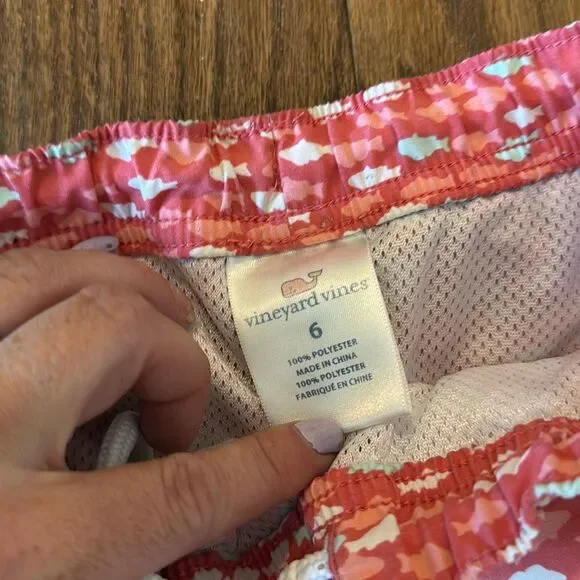 vineyard vines
6
100% POLYESTER
MADE IN CHINA
100% POLYESTER
FABRIQUÉ EN CHINE